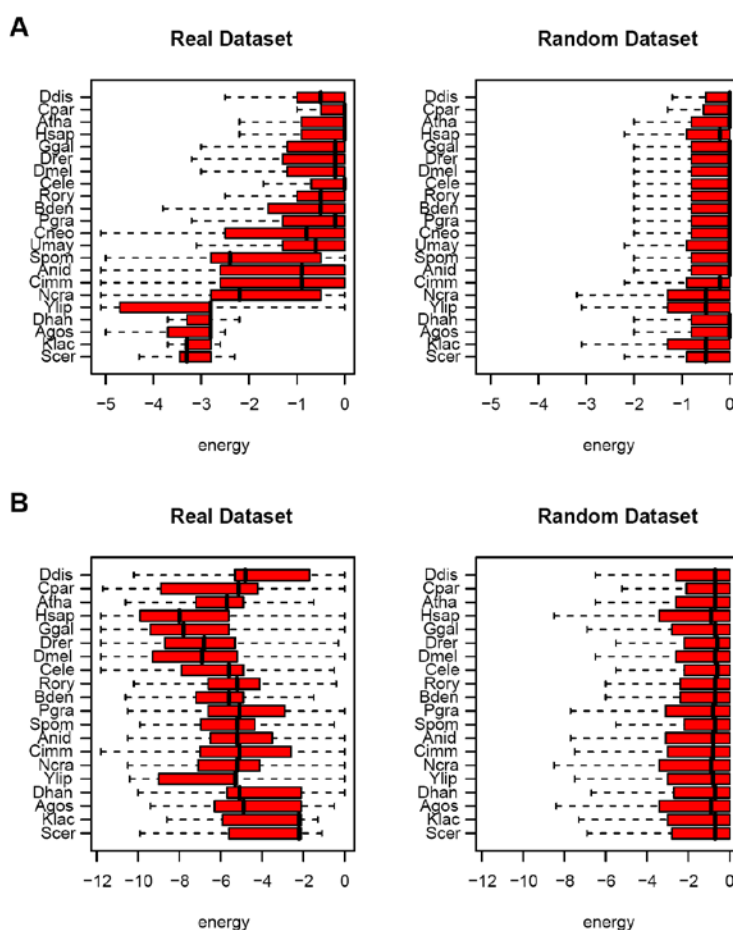 A
Real Dataset
Ddis
Cpar
Atha
Hsap
Ggal
Drer
Dmel
Cele
Rory
Bden
Pgra
Cneo
Umay
Spom
Anid
Cimm
Ncra
Ylip
Dhan
Agos
Klac
Scer
−5 −4 −3 −2 −1 0
energy
Random Dataset
Ddis
Cpar
Atha
Hsap
Ggal
Drer
Dmel
Cele
Rory
Bden
Pgra
Cneo
Umay
Spom
Anid
Cimm
Ncra
Ylip
Dhan
Agos
Klac
Scer
−5 −4 −3 −2 −1 0
energy
B
Real Dataset
Ddis
Cpar
Atha
Hsap
Ggal
Drer
Dmel
Cele
Rory
Bden
Pgra
Spom
Anid
Cimm
Ncra
Ylip
Dhan
Agos
Klac
Scer
−12 −10 −8 −6 −4 −2 0
energy
Random Dataset
Ddis
Cpar
Atha
Hsap
Ggal
Drer
Dmel
Cele
Rory
Bden
Pgra
Spom
Anid
Cimm
Ncra
Ylip
Dhan
Agos
Klac
Scer
−12 −10 −8 −6 −4 −2 0
energy